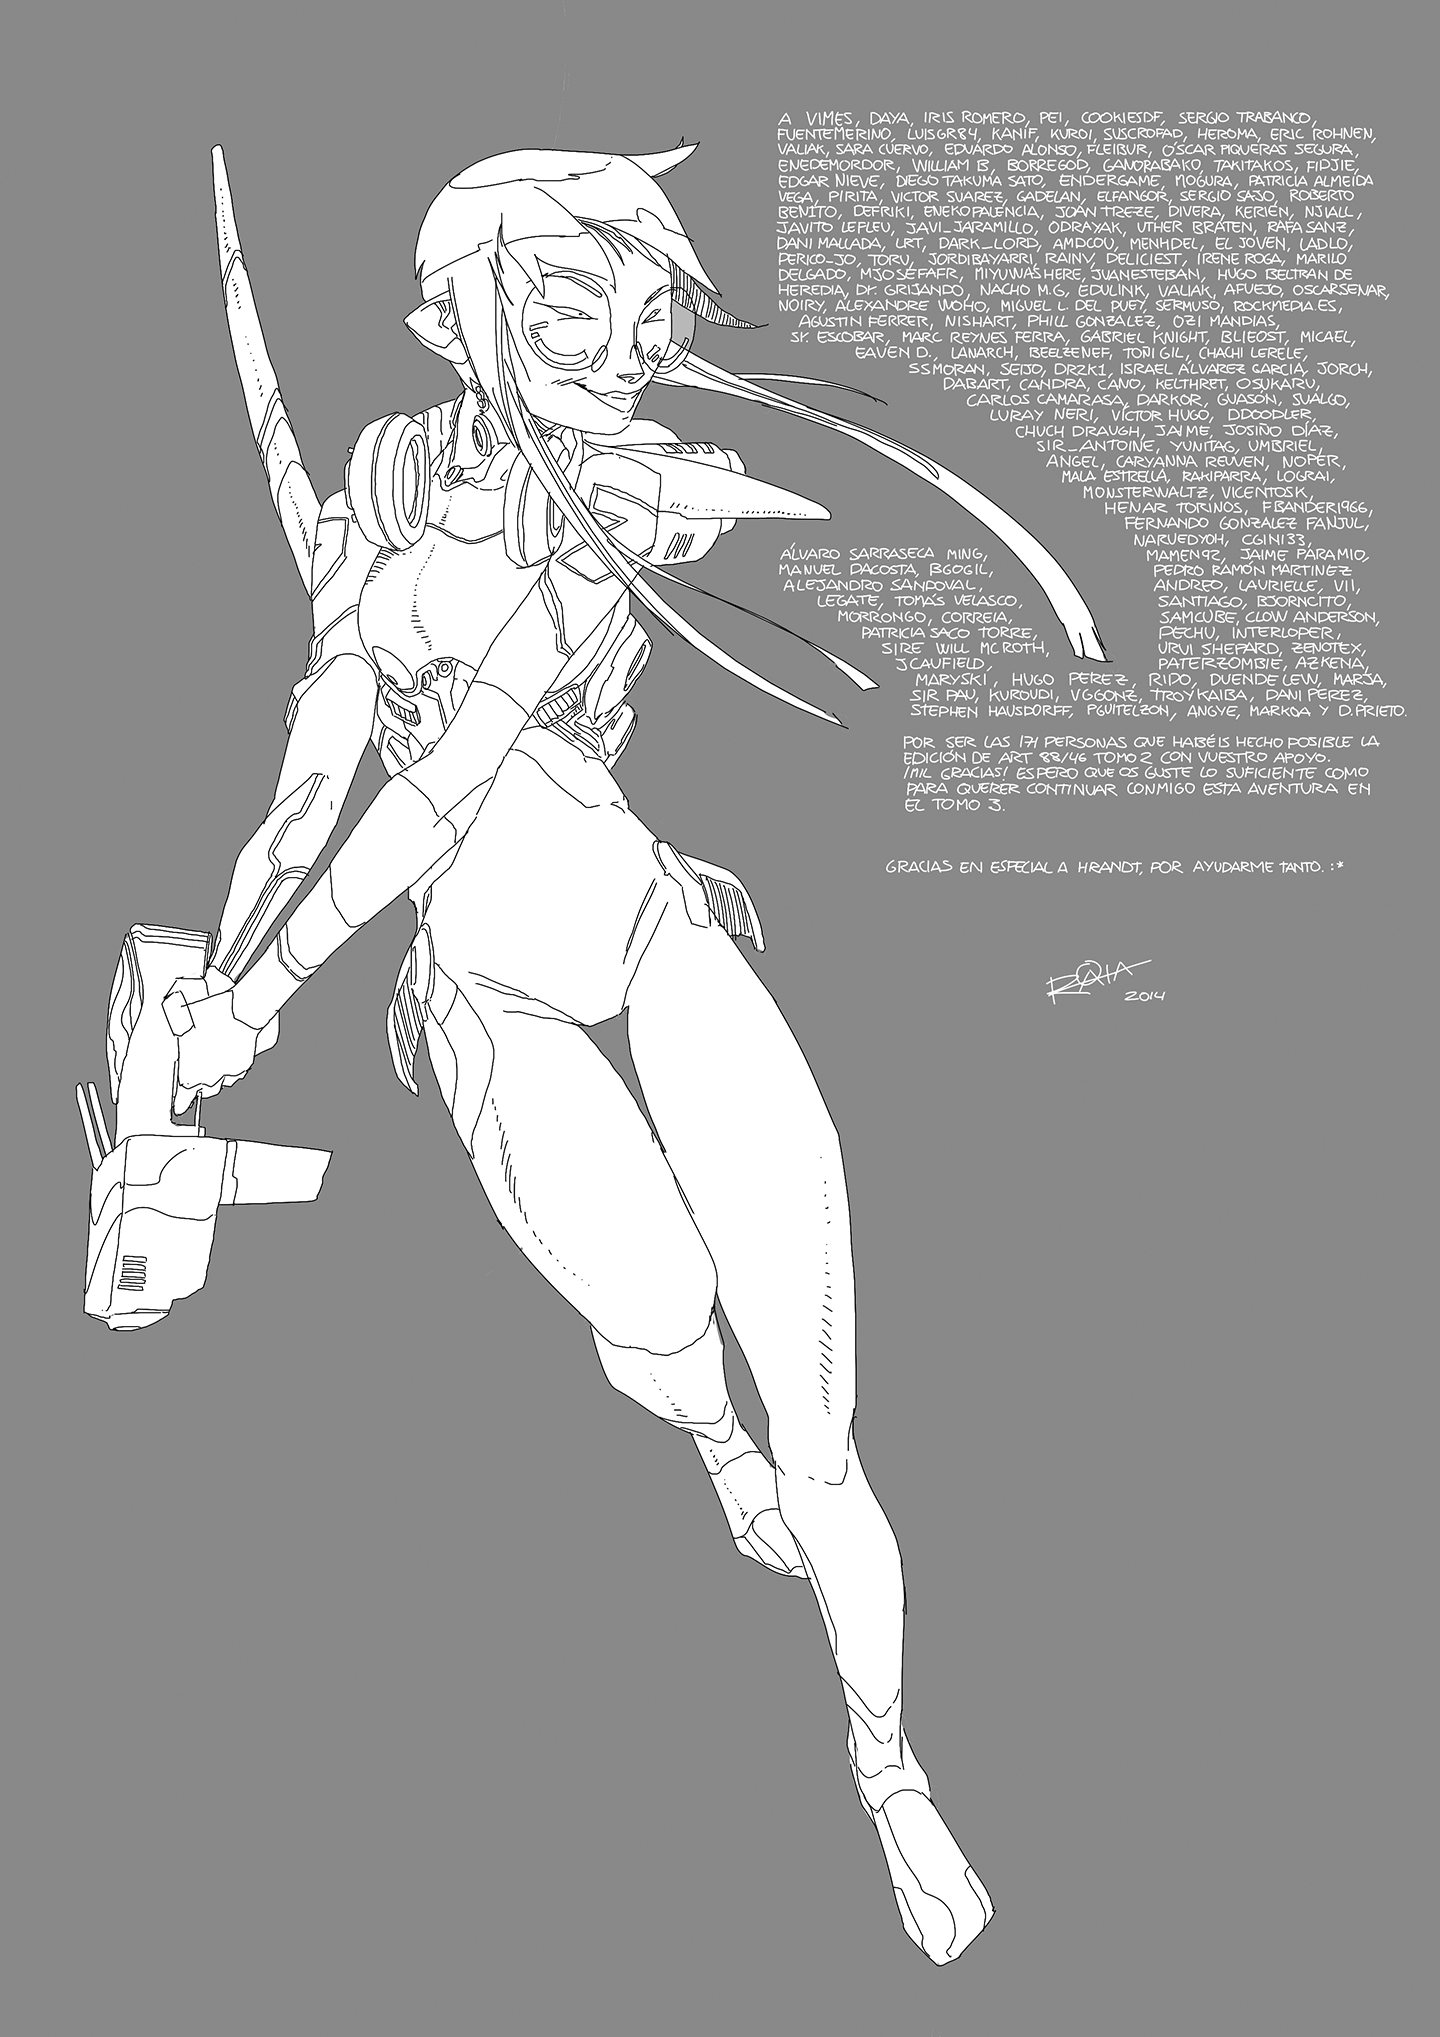 A VIMES, DAYA, IRIS ROMERO, PEI, COOKIESDF, SERGIO TRABANCO,
FUENTEMERINO, LUISGR84, KANIF, KUROI, SUSCROFAD, HEROMA, ERIC ROHNEN,
VALIAK, SARA CUERVO, EDUARDO ALONSO, FLEIBUR, ÓSCAR PIQUERAS SEGURA,
ENEDEMORDOR, WILLIAM B, BORREGOD, GANORABAKO, TAKITAKOS, FIDJIE,
EDGAR NIEVE, DIEGO TAKUMA SATO, ENDERGAME, MOGURA, PATRICIA ALMEIDA
VEGA, PIRITA, VICTOR SUAREZ, GADELAN, ELFANGOR, SERGIO SASO, ROBERTO
BENITO, DEFRIKI, ENEKOPALENCIA, JOAN TREZE, DIVERA, KERIEN, NJIALL,
JAVITO LEFLEU, JAVI_JARAMILLO, ODRAYAK, UTHER BRATEN, RAFA SANZ,
DANI MALLADA, LRT, DARK_LORD, AMDCOU, MENHDEL, EL JOVEN, LADLO,
PERICO_JO, TORU, JORDIBAYARRI, RAINV, DELICIEST, IRENE ROGA, MARILO
DELGADO, MJOSEFAFR, MIYUWASHERE, JUANESTEBAN, HUGO BELTRAN DE
HEREDIA, Dr. GRIJANDO, NACHO M.G, EDULINK, VALIAK, AFUEJO, OSCARSENAR,
NOIRY, ALEXANDRE WOHO, MIGUEL L. DEL PUEY, SERMUSO, ROCKMEDIA.ES,
AGUSTIN FERRER, NISHART, PHILL GONZALEZ, OZI MANDIAS,
Sr. ESCOBAR, MARC REYNES FERRA, GABRIEL KNIGHT, BLIEOST, MICAEL,
EAVEN D., LANARCH, BEELZENEF, TOÑI GIL, CHACHI LERELE,
SSMORAN, SEIJO, DRZK1, ISRAEL ALVAREZ GARCIA, JORCH,
DABART, CANDRA, CANO, KELTHRET, OSUKARU,
CARLOS CAMARASA, DARKOR, GUASÓN, SUALGO,
LURAY NERI, VICTOR HUGO, DDOODLER,
CHUCH DRAUGH, JAIME, JOSIÑO DÍAZ,
SIR_ANTOINE, YUNITAG, UMBRIEL,
ANGEL, CARYANNA REUVEN, NOPER,
MALA ESTRELLA, RAKIPARRA, LOGRAI,
MONSTERWALTZ, VICENTOSK,
HENAR TORINOS, FBANDER1966,
FERNANDO GONZALEZ FANJUL,
NARUEDYOH, CGINI33,
MAMEN92, JAIME PARAMIO,
PEDRO RAMÓN MARTINEZ
ANDREO, LAURIELLE, VII,
SANTIAGO, BJORNCITO,
SAMCUBE, CLOW ANDERSON,
PECHU, INTERLOPER,
URUI SHEPARD, ZENOTEX,
PATERZOMBIE, AZKENA,
ÁLVARO SARRASECA MING,
MANUEL DACOSTA, BGOGIL,
ALEJANDRO SANDOVAL,
LEGATE, TOMÁS VELASCO,
MORRONGO, CORREIA,
PATRICIA SACO TORRE,
SIRE WILL MCROTH,
JCAUFIELD,
MARYSKI, HUGO PEREZ, RIDO, DUENDELEW, MARJA,
SIR PAU, KUROUDI, VGGONZ, TROYKAIBA, DANI PEREZ,
STEPHEN HAUSDORFF, PGUITELZON, ANGYE, MARKOA Y D.PRIETO.
POR SER LAS 171 PERSONAS QUE HABÉIS HECHO POSIBLE LA
EDICIÓN DE ART 88/46 TOMO 2 CON VUESTRO APOYO.
¡MIL GRACIAS! ESPERO QUE OS GUSTE LO SUFICIENTE COMO
PARA QUERER CONTINUAR CONMIGO ESTA AVENTURA EN
EL TOMO 3.
GRACIAS EN ESPECIAL A HRANDT, POR AYUDARME TANTO. :*
2014